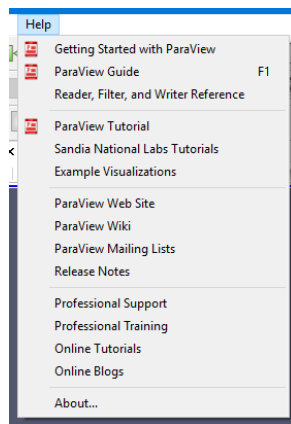 Help
Getting Started with ParaView
ParaView Guide F1
Reader, Filter, and Writer Reference
ParaView Tutorial
Sandia National Labs Tutorials
Example Visualizations
ParaView Web Site
ParaView Wiki
ParaView Mailing Lists
Release Notes
Professional Support
Professional Training
Online Tutorials
Online Blogs
About...